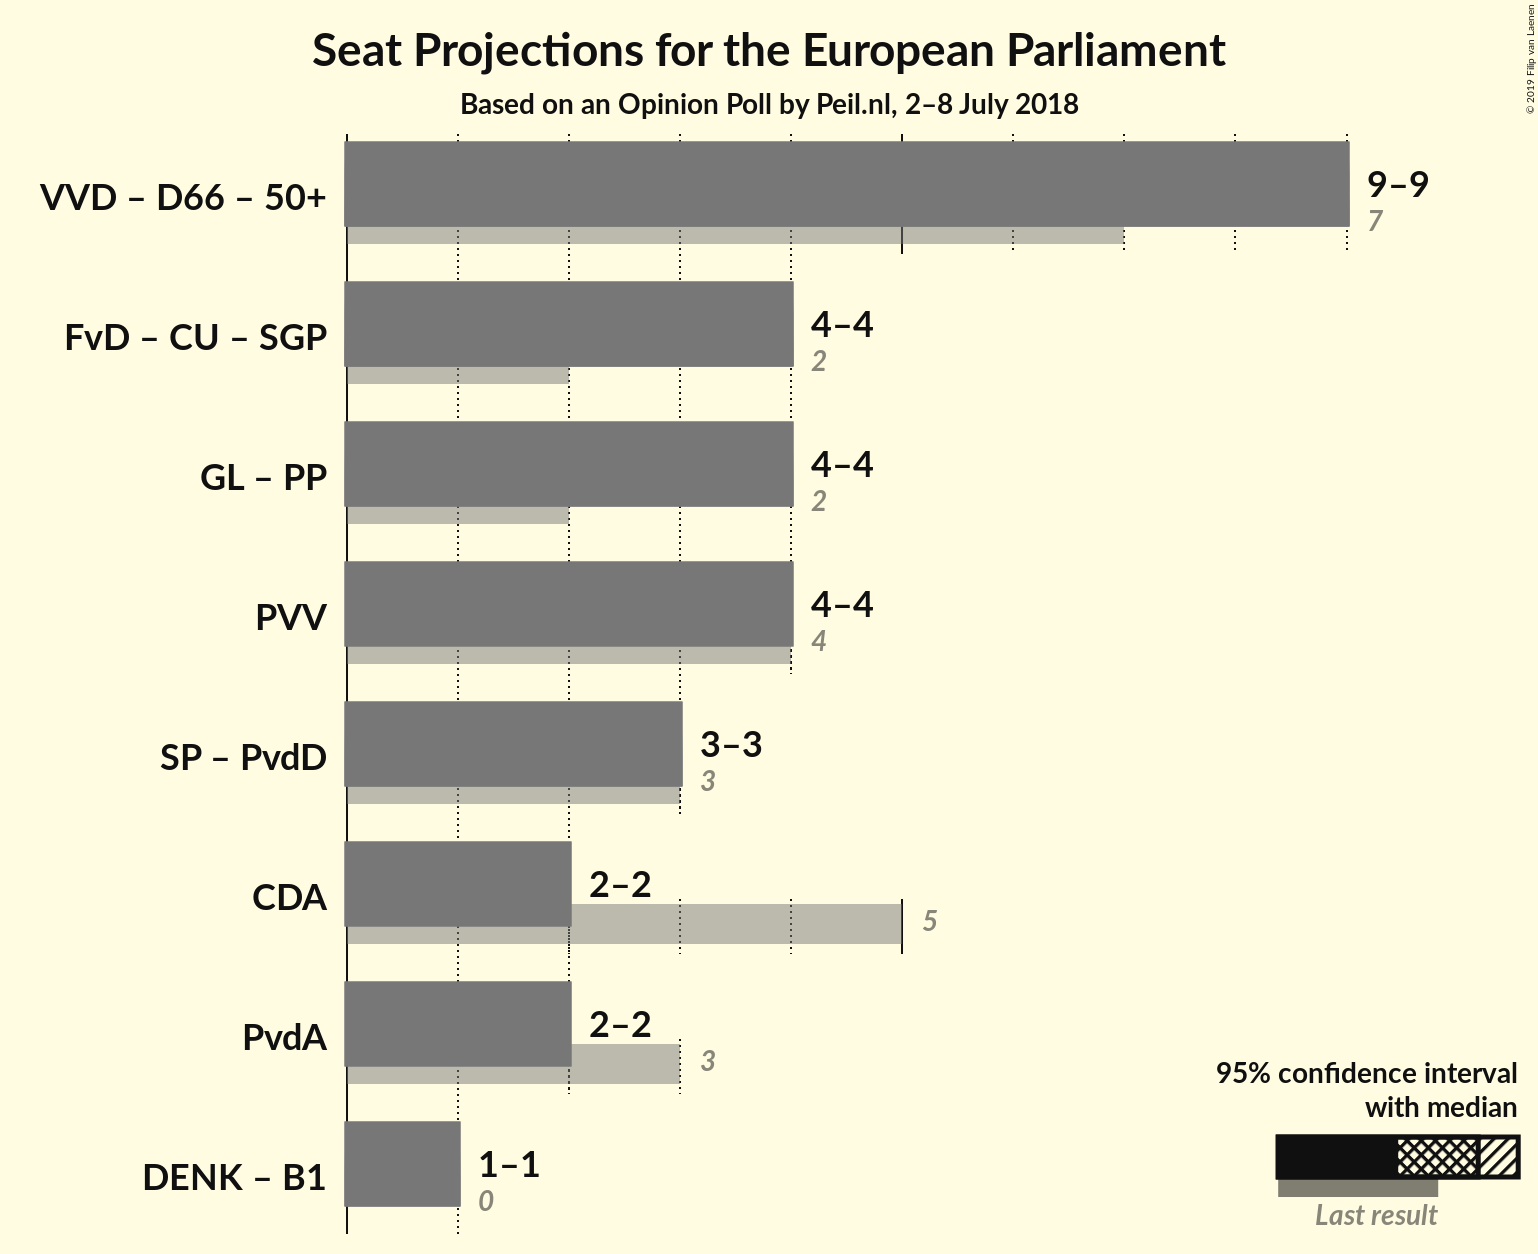 Seat Projections for the European Parliament
Based on an Opinion Poll by Peil.nl, 2–8 July 2018
© 2019 Filip van Laenen
VVD – D66 – 50+
9–9
7
FvD – CU – SGP
4–4
2
GL – PP
4–4
2
PVV
4–4
4
SP – PvdD
3–3
3
CDA
2–2
5
PvdA
2–2
3
DENK – B1
1–1
0
95% confidence interval
with median
Last result